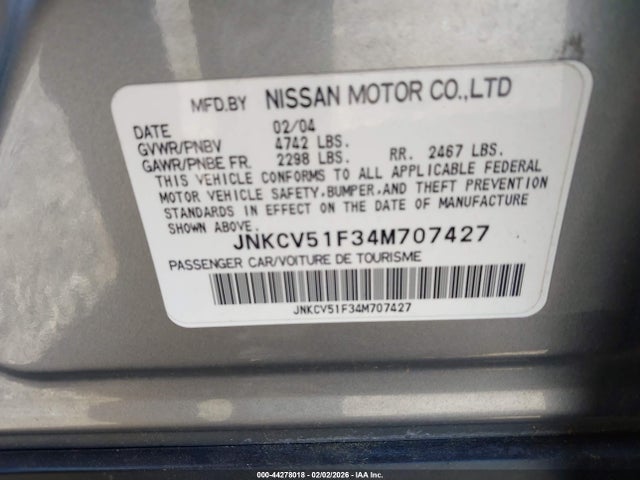 MFD.BY NISSAN MOTOR CO.,LTD
DATE 02/04
GVWR/PNBV 4742 LBS.
GAWR/PNBE FR. 2298 LBS. RR. 2467 LBS.
THIS VEHICLE CONFORMS TO ALL APPLICABLE FEDERAL
MOTOR VEHICLE SAFETY,BUMPER,AND THEFT PREVENTION
STANDARDS IN EFFECT ON THE DATE OF MANUFACTURE
SHOWN ABOVE.
JNKCV51F34M707427
PASSENGER CAR/VOITURE DE TOURISME
JNKCV51F34M707427
000-44278018 - 02/02/2026 - IAA Inc.